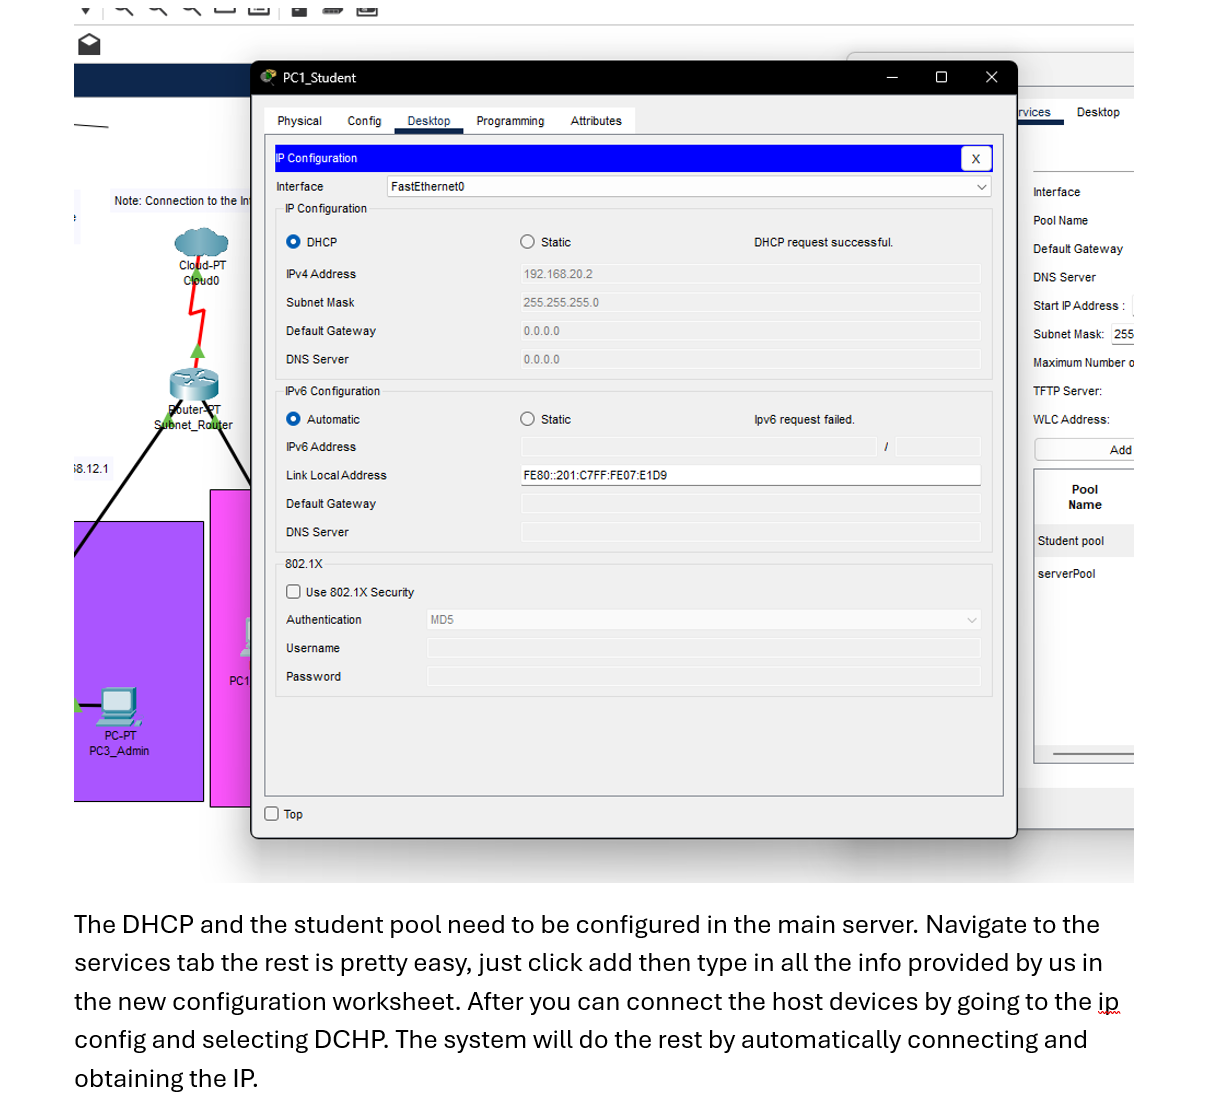 PC1_Student
Physical Config Desktop Programming Attributes
rvices Desktop
IP Configuration X
Interface FastEthernet0
IP Configuration
DHCP Static DHCP request successful.
IPv4 Address 192.168.20.2
Subnet Mask 255.255.255.0
Default Gateway 0.0.0.0
DNS Server 0.0.0.0
IPv6 Configuration
Automatic Static Ipv6 request failed.
IPv6 Address /
Link Local Address FE80::201:C7FF:FE07:E1D9
Default Gateway
DNS Server
802.1X
Use 802.1X Security
Authentication MD5
Username
Password
Top
Note: Connection to the In
Cloud-PT
Cloud0
Router-PT
Subnet_Router
68.12.1
PC1
PC-PT
PC3_Admin
Interface
Pool Name
Default Gateway
DNS Server
Start IP Address :
Subnet Mask: 255
Maximum Number o
TFTP Server:
WLC Address:
Add
Pool
Name
Student pool
serverPool
The DHCP and the student pool need to be configured in the main server. Navigate to the
services tab the rest is pretty easy, just click add then type in all the info provided by us in
the new configuration worksheet. After you can connect the host devices by going to the ip
config and selecting DCHP. The system will do the rest by automatically connecting and
obtaining the IP.